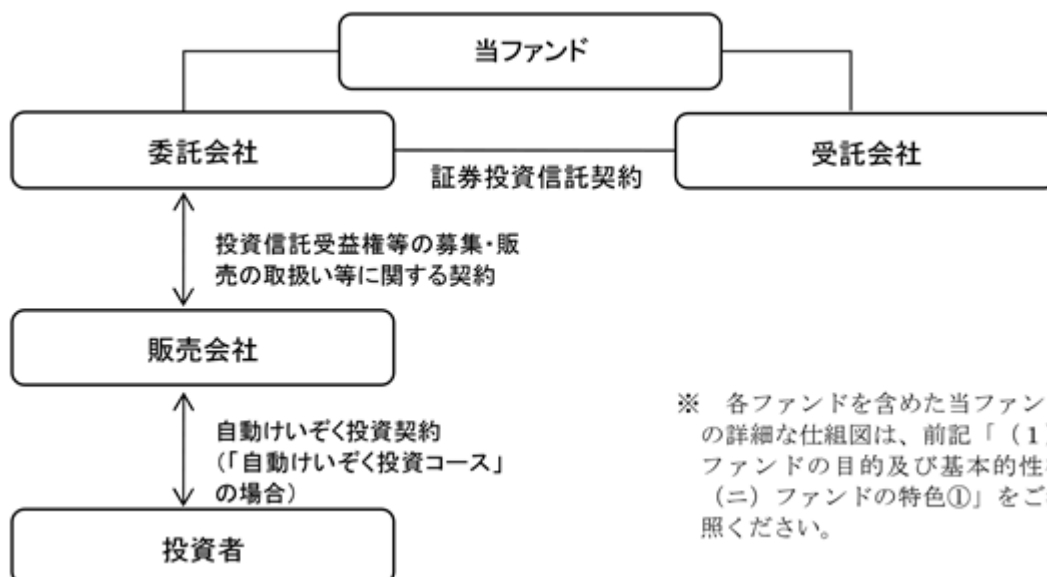 当ファンド
委託会社
受託会社
証券投資信託契約
投資信託受益権等の募集・販
売の取扱い等に関する契約
販売会社
自動けいぞく投資契約
(「自動けいぞく投資コース」
の場合)
投資者
※ 各ファンドを含めた当ファン
の詳細な仕組図は、前記「(1
ファンドの目的及び基本的性
(ニ)ファンドの特色①」をご
照ください。